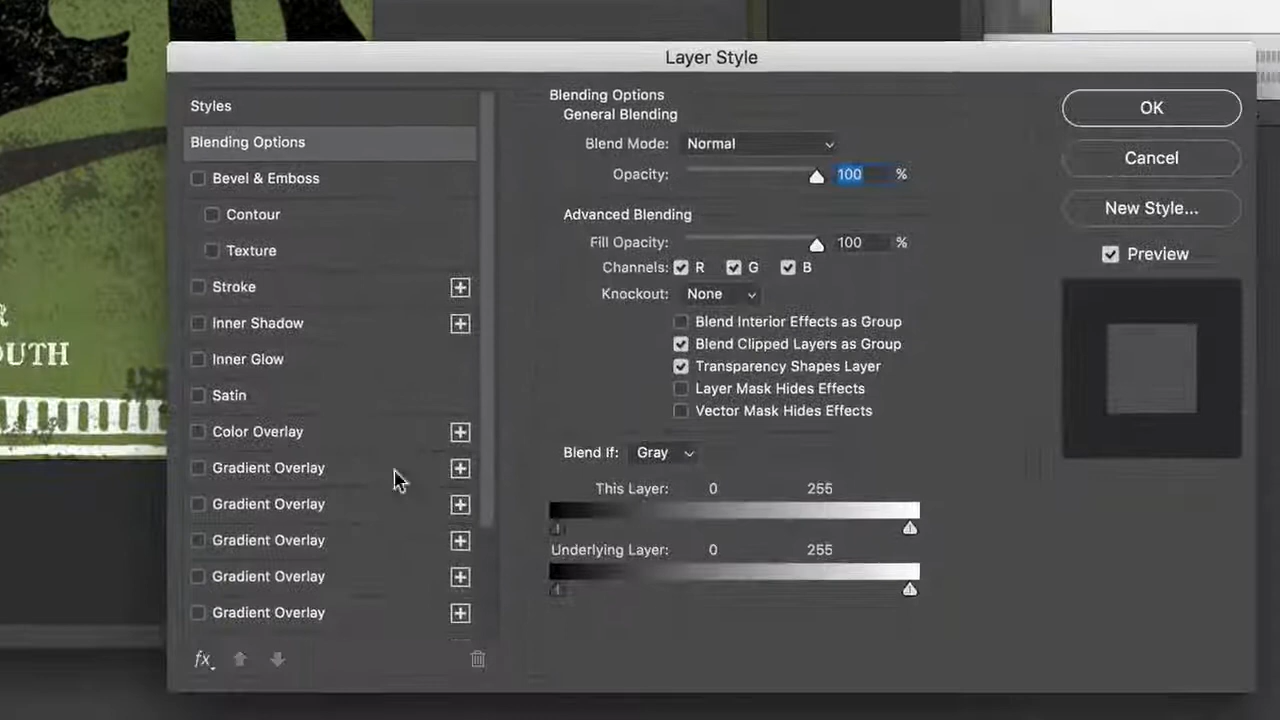 Layer Style
Styles
Blending Options
Bevel & Emboss
Contour
Texture
Stroke
Inner Shadow
Inner Glow
Satin
Color Overlay
Gradient Overlay
Gradient Overlay
Gradient Overlay
Gradient Overlay
Gradient Overlay
fx
Blending Options
General Blending
Blend Mode: Normal
Opacity: 100 %
Advanced Blending
Fill Opacity: 100 %
Channels: R G B
Knockout: None
Blend Interior Effects as Group
Blend Clipped Layers as Group
Transparency Shapes Layer
Layer Mask Hides Effects
Vector Mask Hides Effects
Blend If: Gray
This Layer: 0 255
Underlying Layer: 0 255
OK
Cancel
New Style...
Preview
R
OUTH